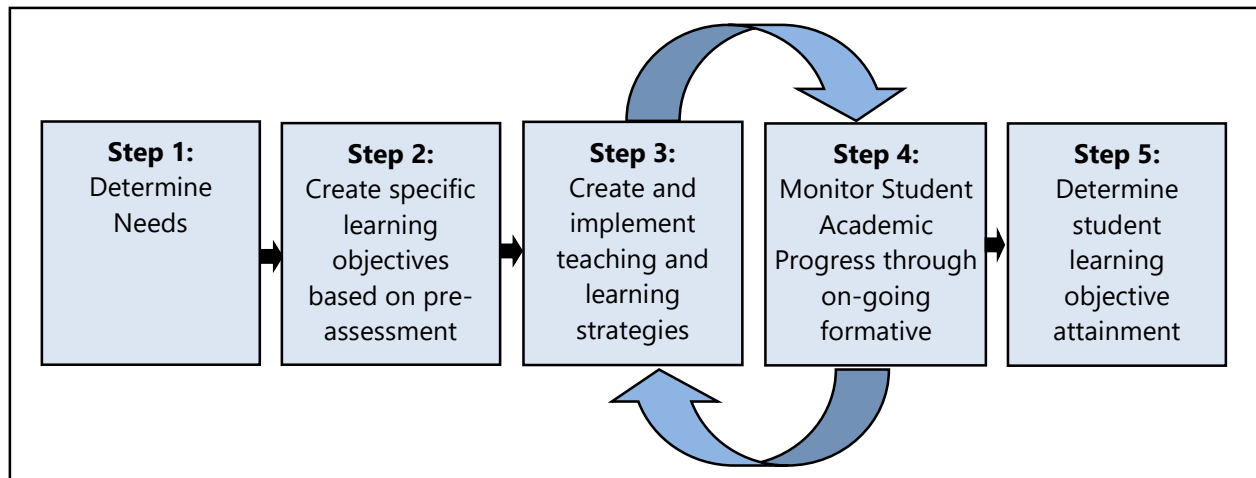 Step 1:
Determine
Needs
Step 2:
Create specific
learning
objectives
based on pre-
assessment
Step 3:
Create and
implement
teaching and
learning
strategies
Step 4:
Monitor Student
Academic
Progress through
on-going
formative
Step 5:
Determine
student
learning
objective
attainment